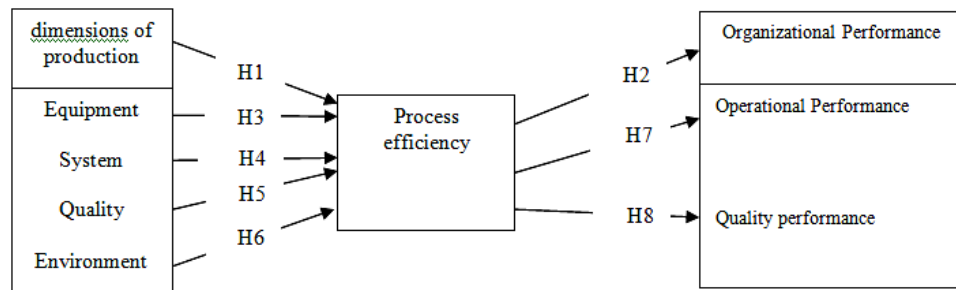 dimensions of
production
Equipment
System
Quality
Environment
H1
H3
H4
H5
H6
Process
efficiency
H2
H7
H8
Organizational Performance
Operational Performance
Quality performance